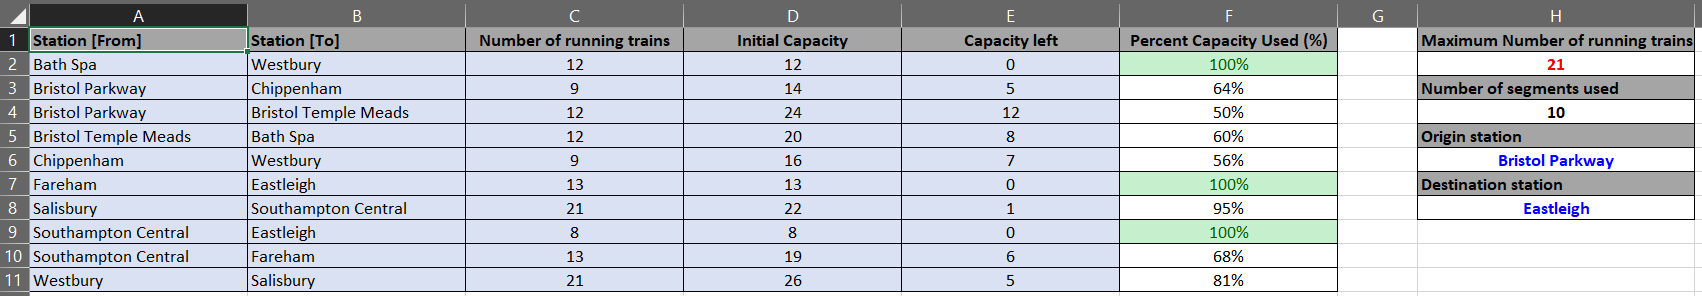 A B C D E F G H
1 Station [From] Station [To] Number of running trains Initial Capacity Capacity left Percent Capacity Used (%) Maximum Number of running trains
2 Bath Spa Westbury 12 12 0 100% 21
3 Bristol Parkway Chippenham 9 14 5 64% Number of segments used
4 Bristol Parkway Bristol Temple Meads 12 24 12 50% 10
5 Bristol Temple Meads Bath Spa 12 20 8 60% Origin station
6 Chippenham Westbury 9 16 7 56% Bristol Parkway
7 Fareham Eastleigh 13 13 0 100% Destination station
8 Salisbury Southampton Central 21 22 1 95% Eastleigh
9 Southampton Central Eastleigh 8 8 0 100%
10 Southampton Central Fareham 13 19 6 68%
11 Westbury Salisbury 21 26 5 81%